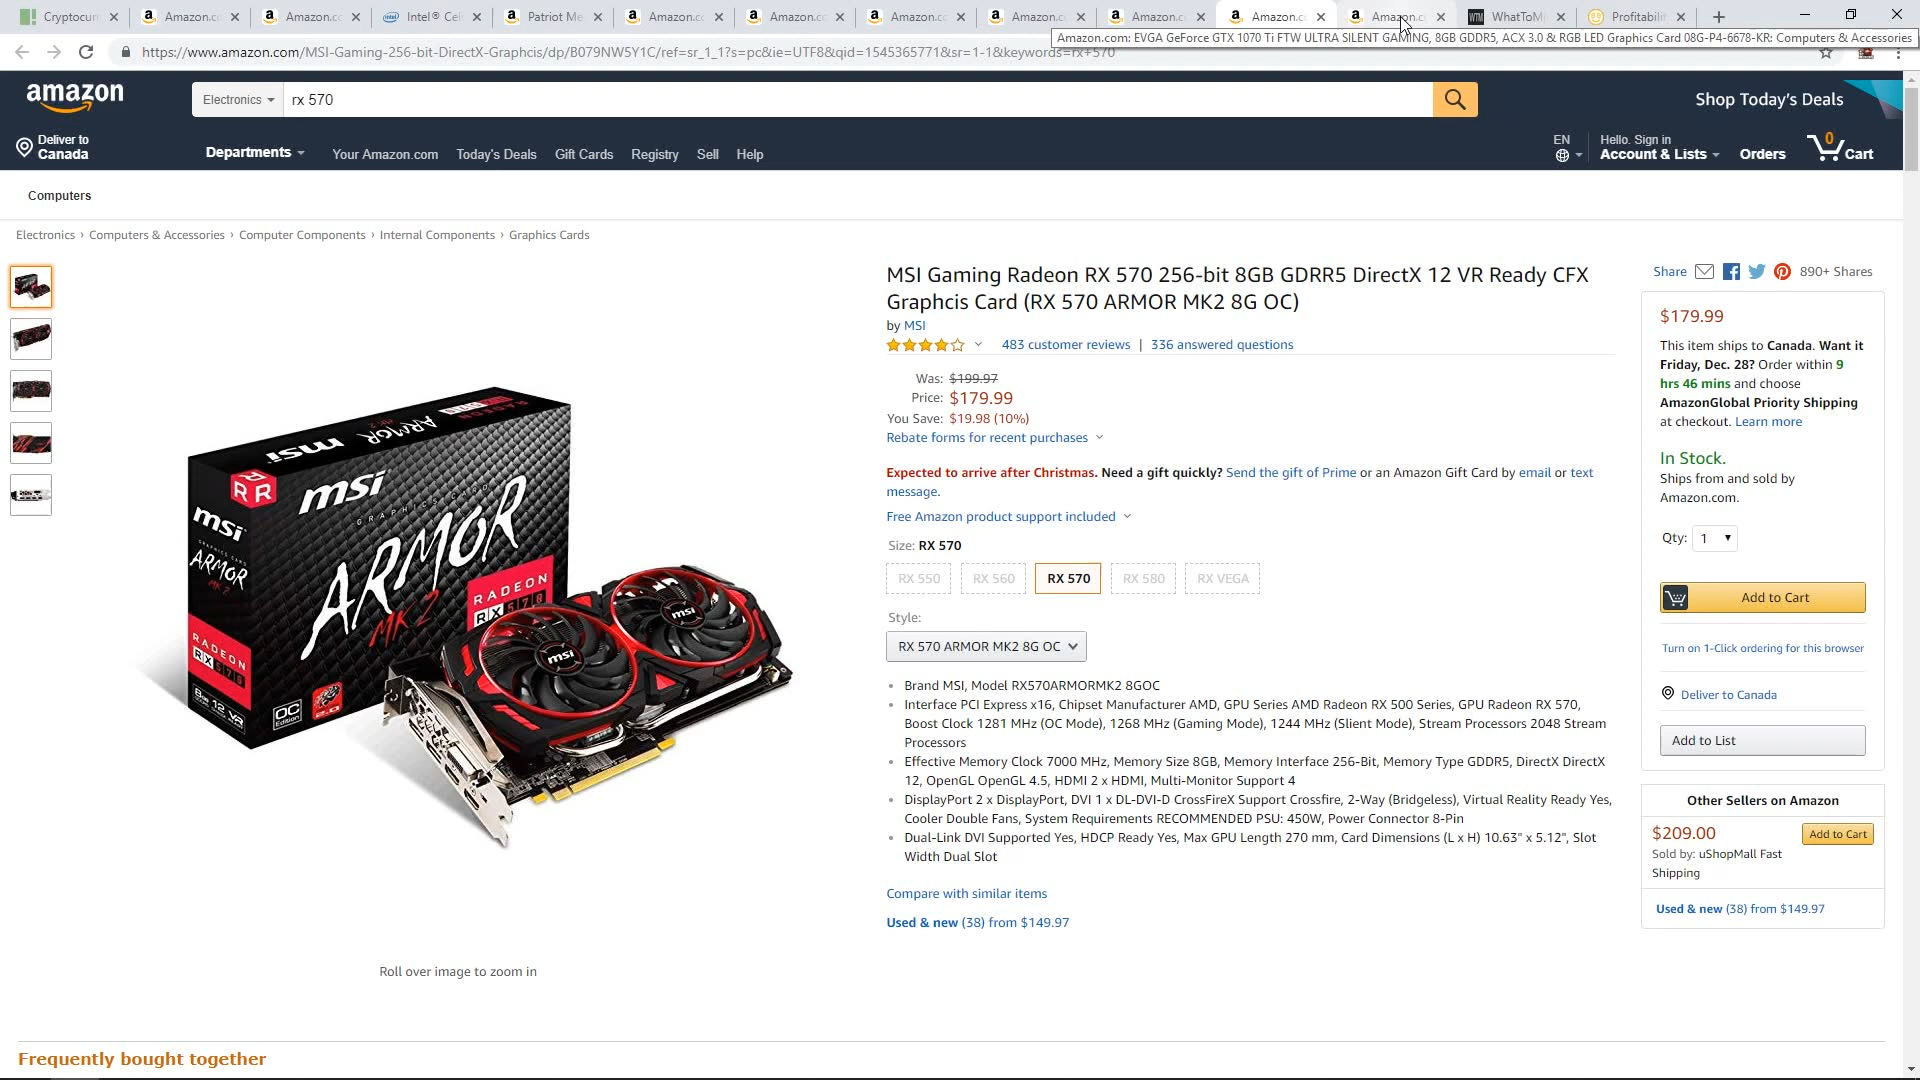 Cryptocu
Amazon.c
Amazon.c
Intel® Cel
Patriot Me
Amazon.c
Amazon.c
Amazon.c
Amazon.c
Amazon.c
Amazon.c
Amazon.c
WhatToMi
Profitabili
https://www.amazon.com/MSI-Gaming-256-bit-DirectX-Graphcis/dp/B079NW5Y1C/ref=sr_1_1?s=pc&ie=UTF8&qid=1545365771&sr=1-1&keywords=rx+570
Amazon.com: EVGA GeForce GTX 1070 Ti FTW ULTRA SILENT GAMING, 8GB GDDR5, ACX 3.0 & RGB LED Graphics Card 08G-P4-6678-KR: Computers & Accessories
amazon
Electronics
rx 570
Shop Today's Deals
Deliver to
Canada
Departments
Your Amazon.com
Today's Deals
Gift Cards
Registry
Sell
Help
EN
Hello. Sign in
Account & Lists
Orders
0
Cart
Computers
Electronics › Computers & Accessories › Computer Components › Internal Components › Graphics Cards
MSI Gaming Radeon RX 570 256-bit 8GB GDRR5 DirectX 12 VR Ready CFX
Graphcis Card (RX 570 ARMOR MK2 8G OC)
by MSI
483 customer reviews | 336 answered questions
Was: $199.97
Price: $179.99
You Save: $19.98 (10%)
Rebate forms for recent purchases
Expected to arrive after Christmas. Need a gift quickly? Send the gift of Prime or an Amazon Gift Card by email or text
message.
Free Amazon product support included
Size: RX 570
RX 550
RX 560
RX 570
RX 580
RX VEGA
Style:
RX 570 ARMOR MK2 8G OC
• Brand MSI, Model RX570ARMORMK2 8GOC
• Interface PCI Express x16, Chipset Manufacturer AMD, GPU Series AMD Radeon RX 500 Series, GPU Radeon RX 570,
Boost Clock 1281 MHz (OC Mode), 1268 MHz (Gaming Mode), 1244 MHz (Slient Mode), Stream Processors 2048 Stream
Processors
• Effective Memory Clock 7000 MHz, Memory Size 8GB, Memory Interface 256-Bit, Memory Type GDDR5, DirectX DirectX
12, OpenGL OpenGL 4.5, HDMI 2 x HDMI, Multi-Monitor Support 4
• DisplayPort 2 x DisplayPort, DVI 1 x DL-DVI-D CrossFireX Support Crossfire, 2-Way (Bridgeless), Virtual Reality Ready Yes,
Cooler Double Fans, System Requirements RECOMMENDED PSU: 450W, Power Connector 8-Pin
• Dual-Link DVI Supported Yes, HDCP Ready Yes, Max GPU Length 270 mm, Card Dimensions (L x H) 10.63" x 5.12", Slot
Width Dual Slot
Compare with similar items
Used & new (38) from $149.97
Share
890+ Shares
$179.99
This item ships to Canada. Want it
Friday, Dec. 28? Order within 9
hrs 46 mins and choose
AmazonGlobal Priority Shipping
at checkout. Learn more
In Stock.
Ships from and sold by
Amazon.com.
Qty: 1
Add to Cart
Turn on 1-Click ordering for this browser
Deliver to Canada
Add to List
Other Sellers on Amazon
$209.00
Add to Cart
Sold by: uShopMall Fast
Shipping
Used & new (38) from $149.97
msi
ARMOR
MK2
RADEON
RADEON
RX 570
msi
GRAPHICS CARD
ARMOR
MK2
RADEON
RX 570
OC
Edition
msi
msi
Roll over image to zoom in
Frequently bought together